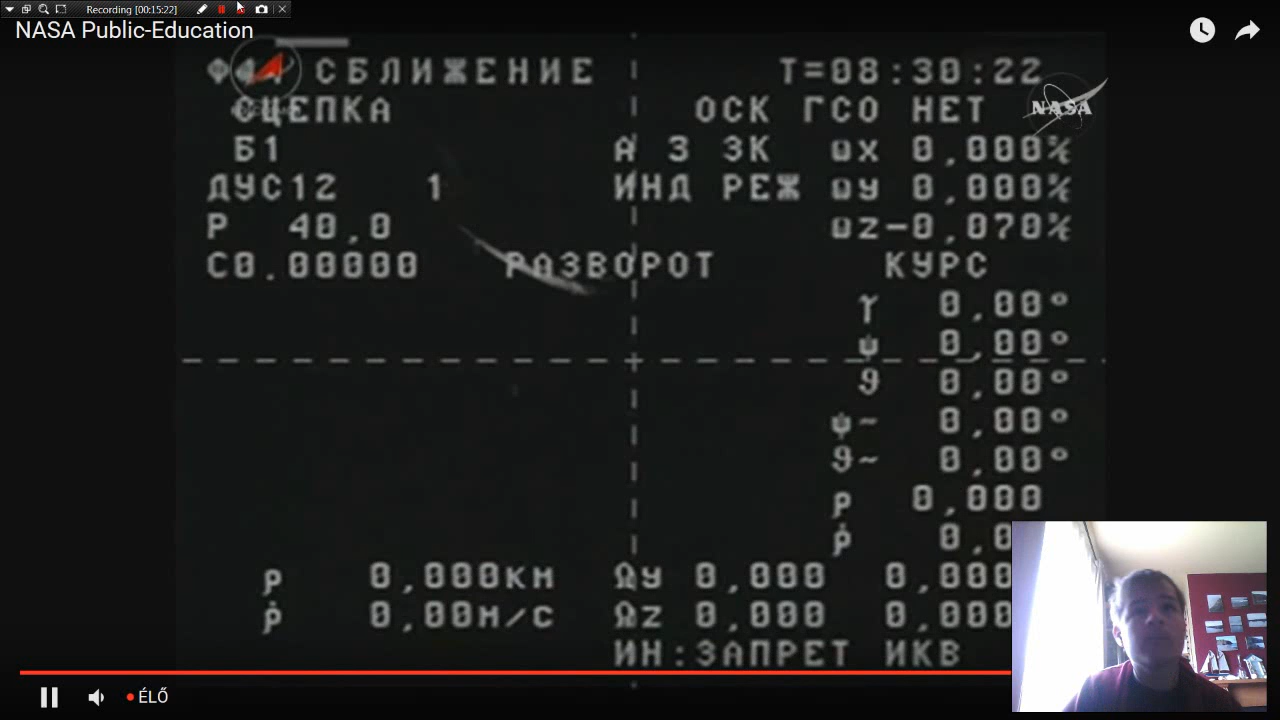 Recording [00:15:22]
NASA Public-Education
СБЛИЖЕНИЕ T=08:30:22
СЦЕПКА ОСК ГСО НЕТ
NASA
Б1 А З ЗК ωx 0,000%
ДУС12 1 ИНД РЕЖ ωy 0,000%
Р 40,0 ωz-0,070%
С0.00000 РАЗВОРОТ КУРС
γ 0,00°
ψ 0,00°
ϑ 0,00°
ψ~ 0,00°
ϑ~ 0,00°
ρ 0,000
ρ̇ 0,0
ρ 0,000км Ωy 0,000 0,000
ρ̇ 0,00м/с Ωz 0,000 0,000
ИН:ЗАПРЕТ ИКВ
ÉLŐ